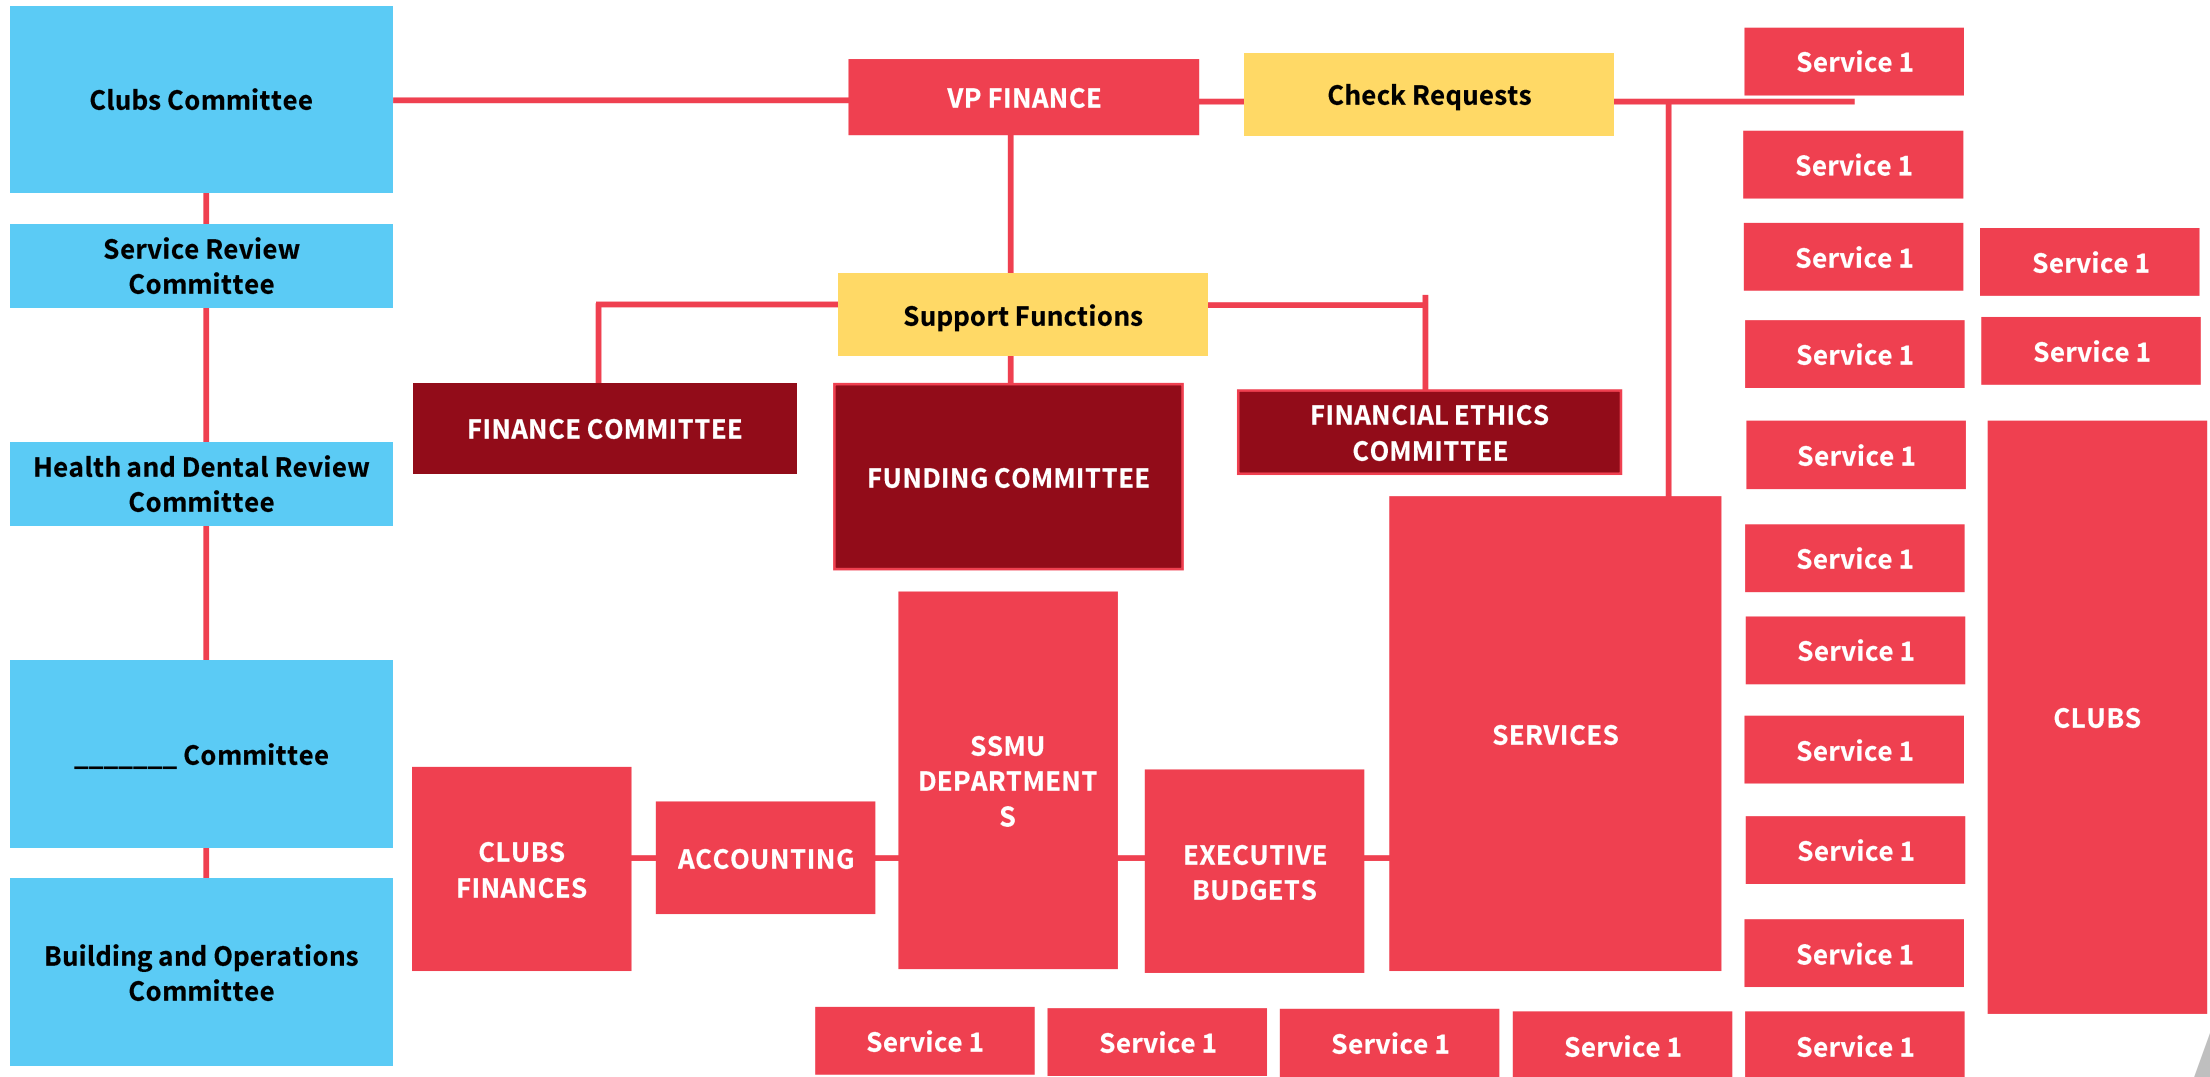 Clubs Committee
VP FINANCE
Check Requests
Service 1
Service 1
Service Review
Committee
Service 1
Service 1
Support Functions
Service 1
Service 1
FINANCE COMMITTEE
FUNDING COMMITTEE
FINANCIAL ETHICS
COMMITTEE
Health and Dental Review
Committee
Service 1
Service 1
Service 1
_______ Committee
SSMU
DEPARTMENT
S
SERVICES
CLUBS
Service 1
CLUBS
FINANCES
ACCOUNTING
EXECUTIVE
BUDGETS
Service 1
Building and Operations
Committee
Service 1
Service 1
Service 1
Service 1
Service 1
Service 1